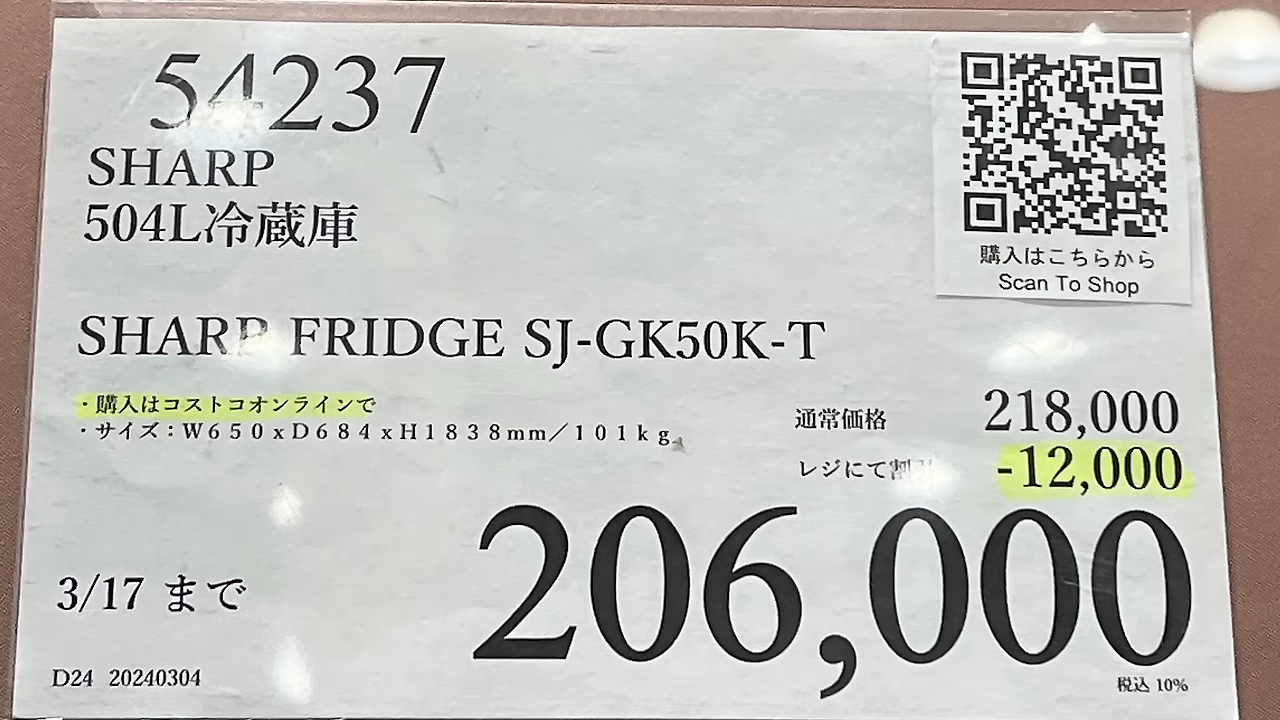 54237
SHARP
504L冷蔵庫
購入はこちらから
Scan To Shop
SHARP FRIDGE SJ-GK50K-T
・購入はコストコオンラインで
・サイズ：Ｗ６５０ｘＤ６８４ｘＨ１８３８mm／１０１ｋｇ。
通常価格 218,000
レジにて割引 -12,000
206,000
3/17 まで
D24 20240304
税込 10%